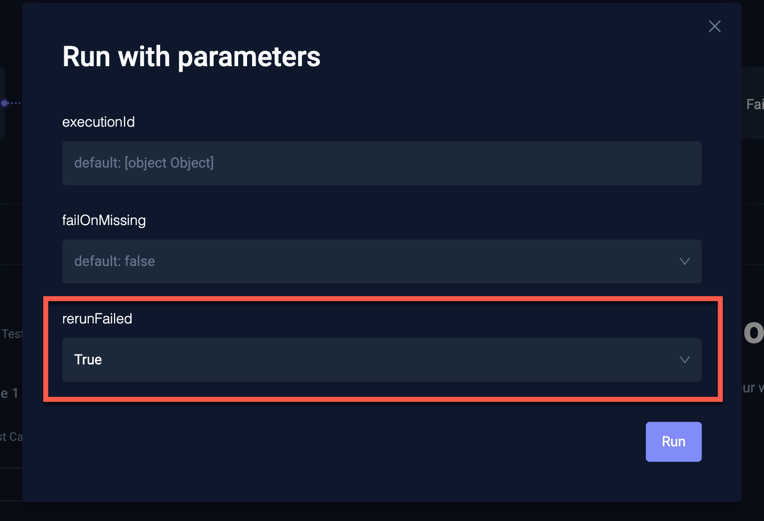 Run with parameters
executionId
default: [object Object]
failOnMissing
default: false
rerunFailed
True
Run
Fai
Test
e 1
st Ca
o
ur v